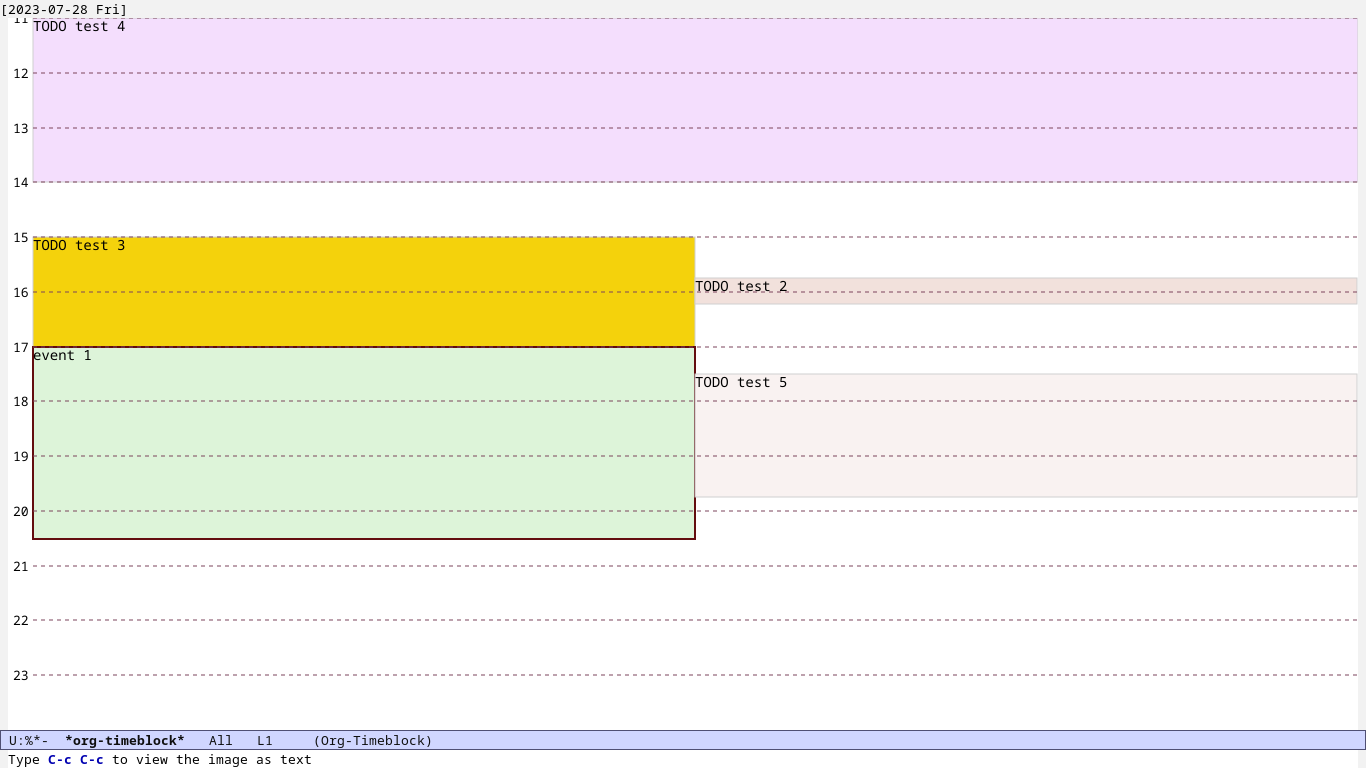 [2023-07-28 Fri]
11
TODO test 4
12
13
14
15
TODO test 3
TODO test 2
16
17
event 1
TODO test 5
18
19
20
21
22
23
U:%*-  *org-timeblock*   All   L1     (Org-Timeblock)
Type C-c C-c to view the image as text